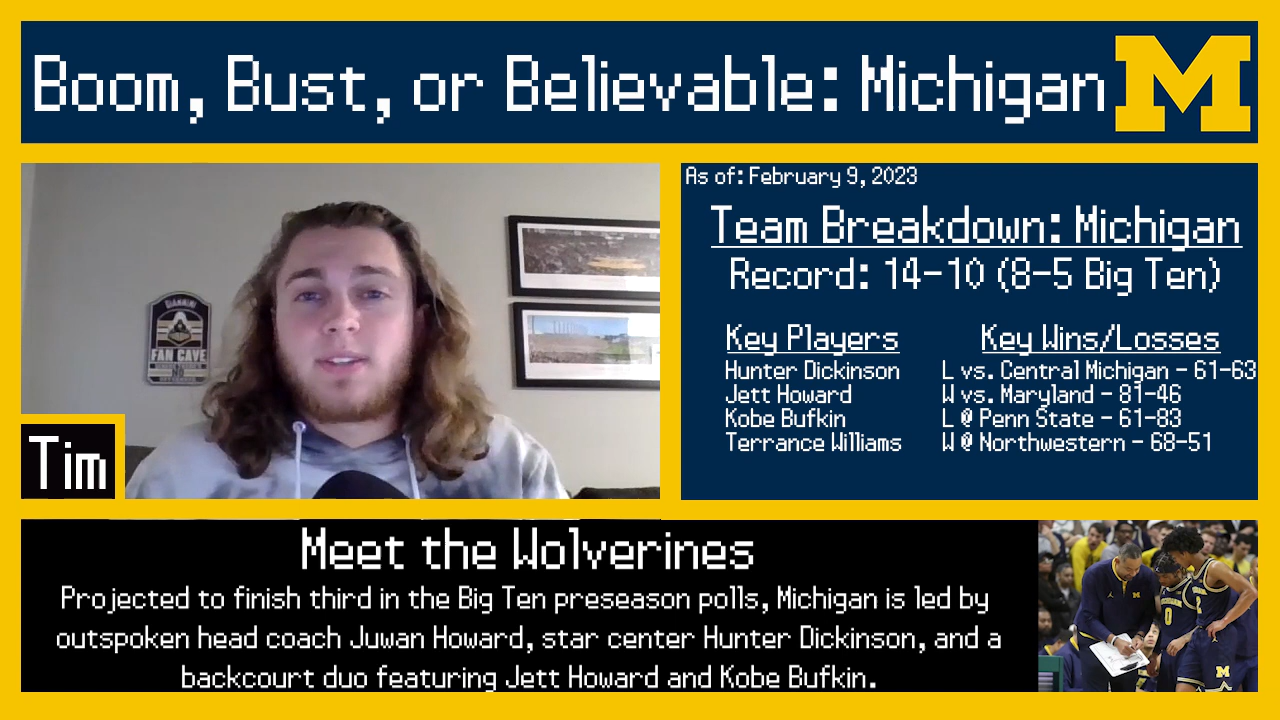 Boom, Bust, or Believable: Michigan
M
As of: February 9, 2023
Team Breakdown: Michigan
Record: 14-10 (8-5 Big Ten)
Key Players
Hunter Dickinson
Jett Howard
Kobe Bufkin
Terrance Williams
Key Wins/Losses
L vs. Central Michigan - 61-63
W vs. Maryland - 81-46
L @ Penn State - 61-83
W @ Northwestern - 68-51
FAN CAVE
Tim
Meet the Wolverines
Projected to finish third in the Big Ten preseason polls, Michigan is led by
outspoken head coach Juwan Howard, star center Hunter Dickinson, and a
backcourt duo featuring Jett Howard and Kobe Bufkin.
0
2
M